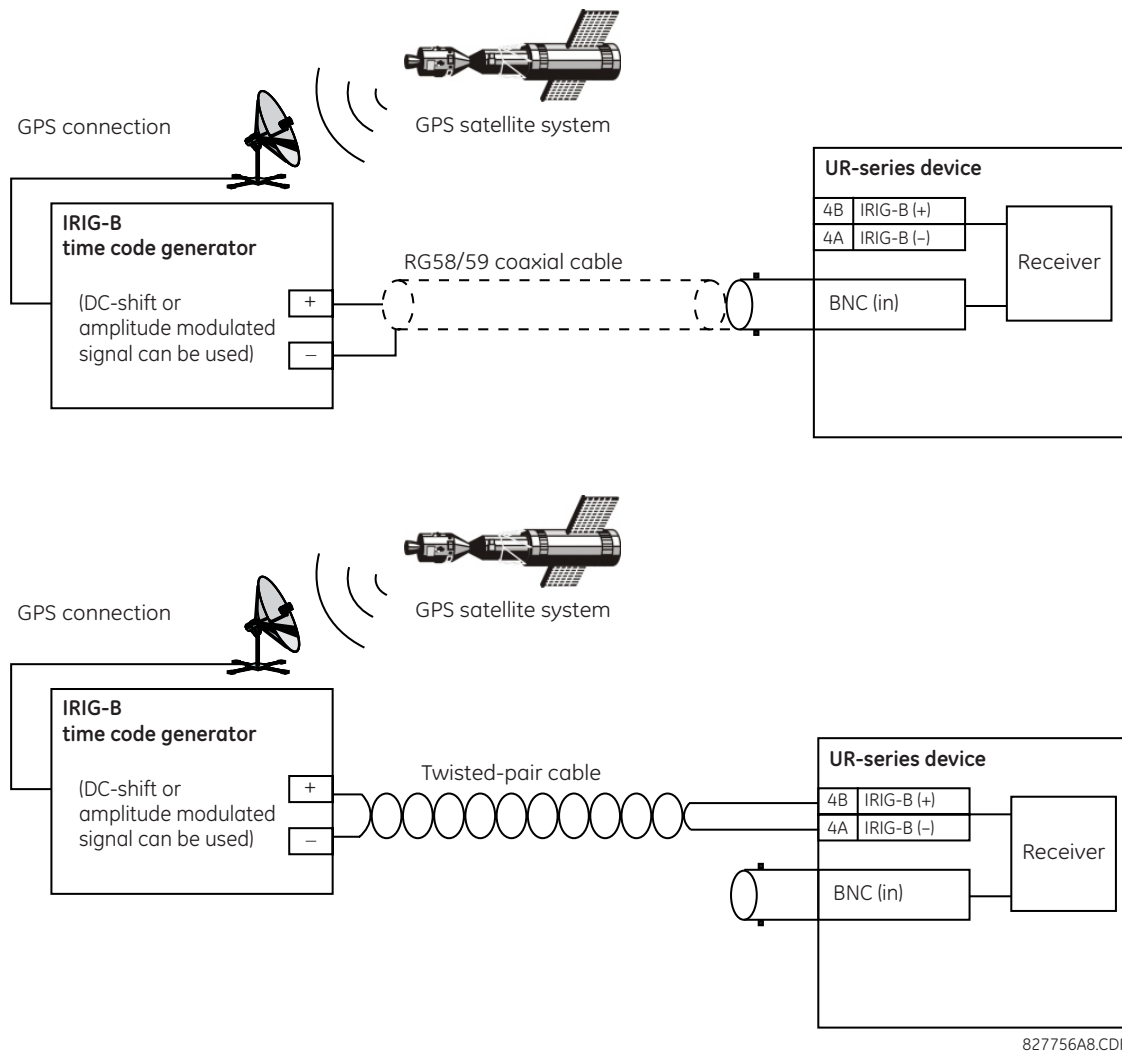 GPS connection
GPS satellite system
IRIG-B
time code generator
(DC-shift or
amplitude modulated
signal can be used)
+
–
RG58/59 coaxial cable
UR-series device
4B IRIG-B (+)
4A IRIG-B (–)
BNC (in)
Receiver
GPS connection
GPS satellite system
IRIG-B
time code generator
(DC-shift or
amplitude modulated
signal can be used)
+
–
Twisted-pair cable
UR-series device
4B IRIG-B (+)
4A IRIG-B (–)
BNC (in)
Receiver